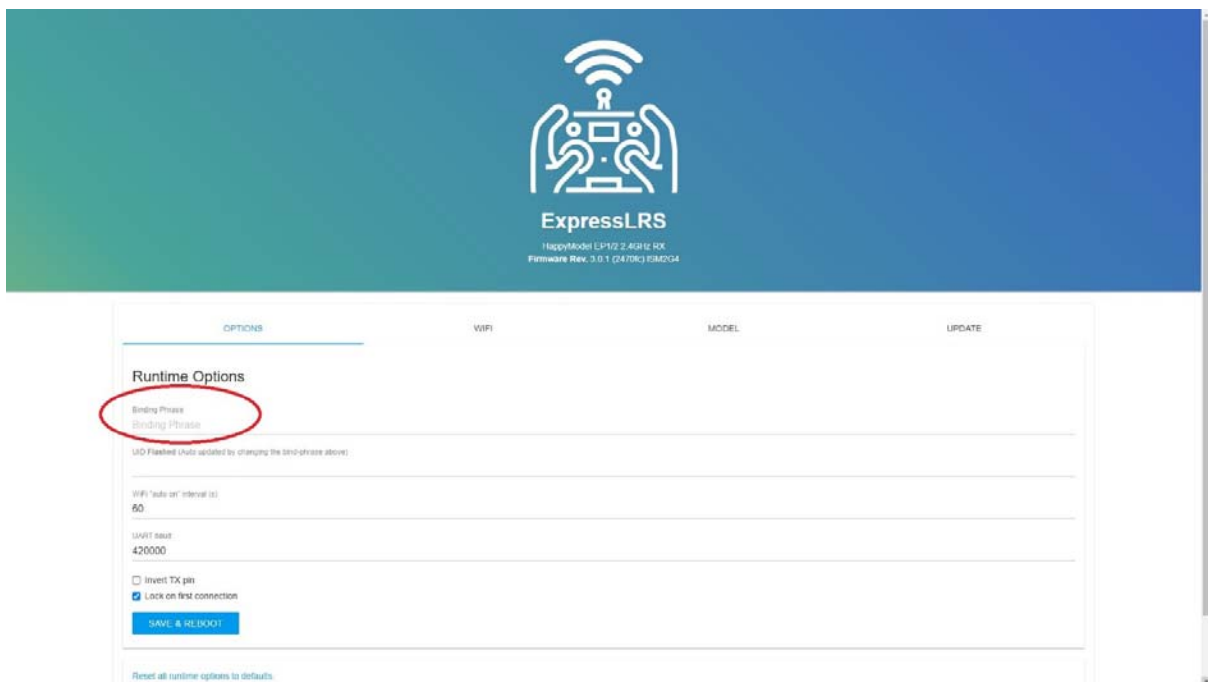 ExpressLRS
HappyModel EP1/2 2.4GHz RX
Firmware Rev. 3.0.1 (2470fc) ISM2G4
OPTIONS
WIFI
MODEL
UPDATE
Runtime Options
Binding Phrase
Binding Phrase
UID Flashed (Auto updated by changing the bind-phrase above)
WiFi "auto on" interval (s)
60
UART baud
420000
Invert TX pin
Lock on first connection
SAVE & REBOOT
Reset all runtime options to defaults.